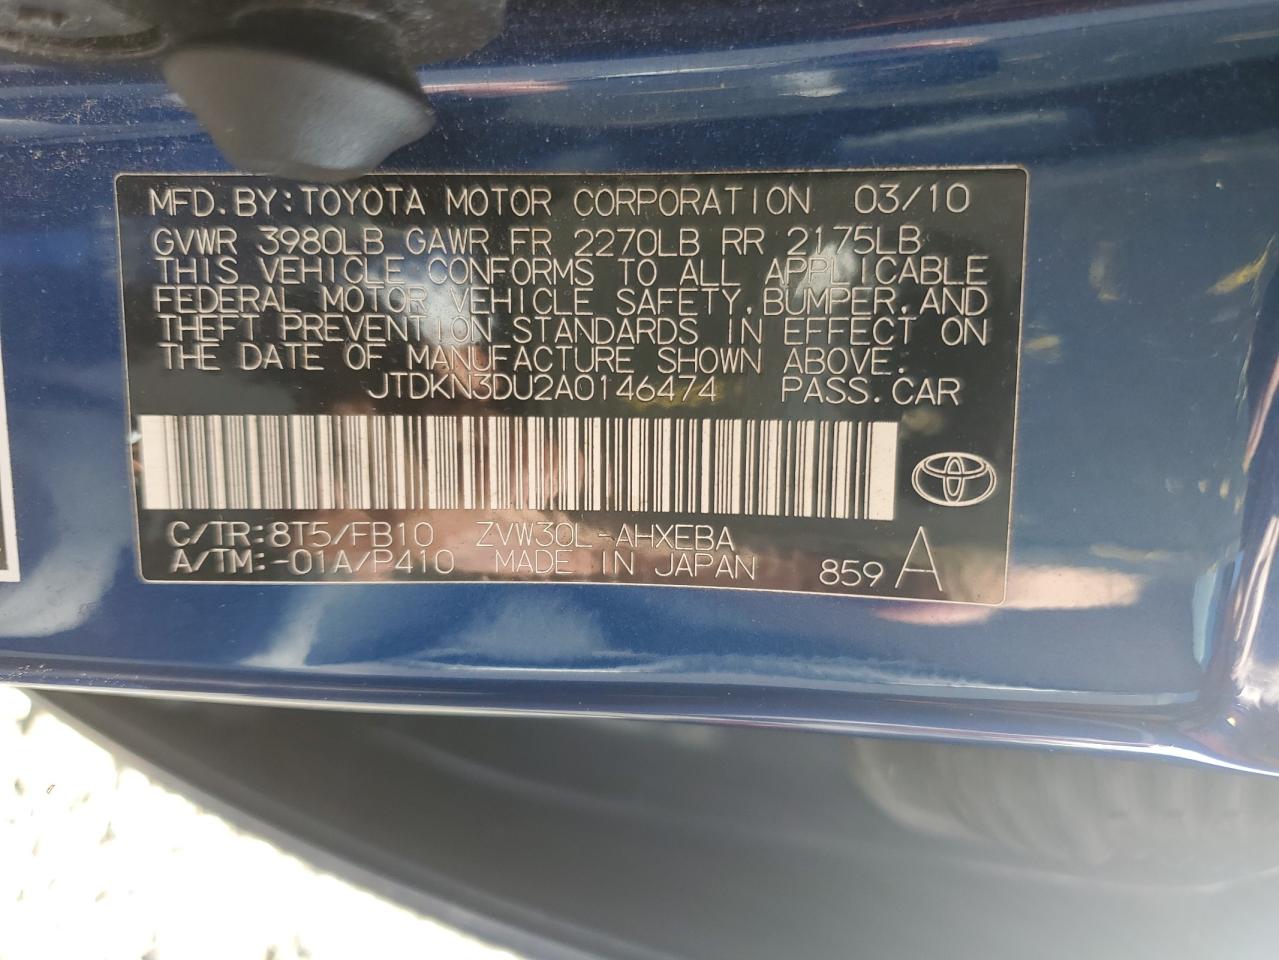 MFD.BY:TOYOTA MOTOR CORPORATION 03/10
GVWR 3980LB GAWR FR 2270LB RR 2175LB
THIS VEHICLE CONFORMS TO ALL APPLICABLE
FEDERAL MOTOR VEHICLE SAFETY,BUMPER,AND
THEFT PREVENTION STANDARDS IN EFFECT ON
THE DATE OF MANUFACTURE SHOWN ABOVE.
JTDKN3DU2A0146474 PASS.CAR
C/TR:8T5/FB10 ZVW30L-AHXEBA
A/TM:-01A/P410 MADE IN JAPAN 859 A